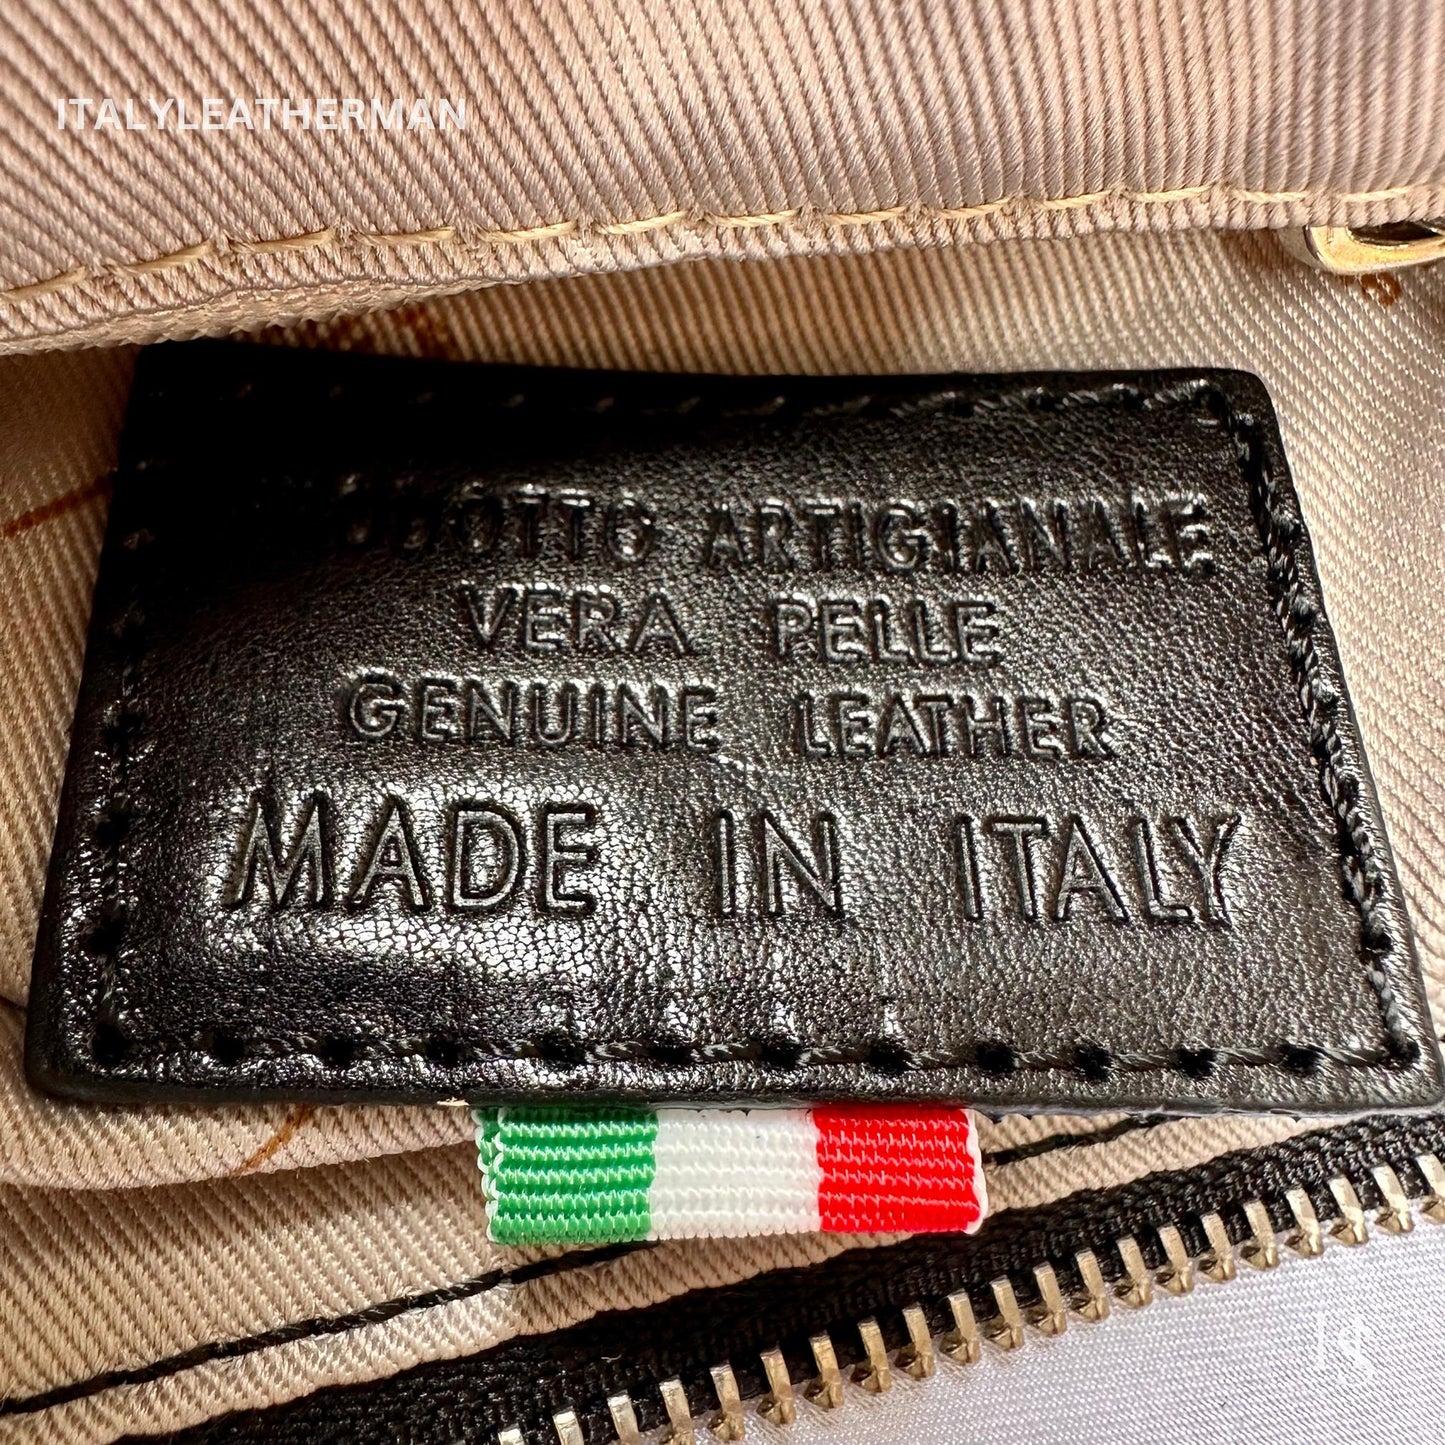 ITALYLEATHERMAN
ARTIGIANALE
VERA PELLE
GENUINE LEATHER
MADE IN ITALY